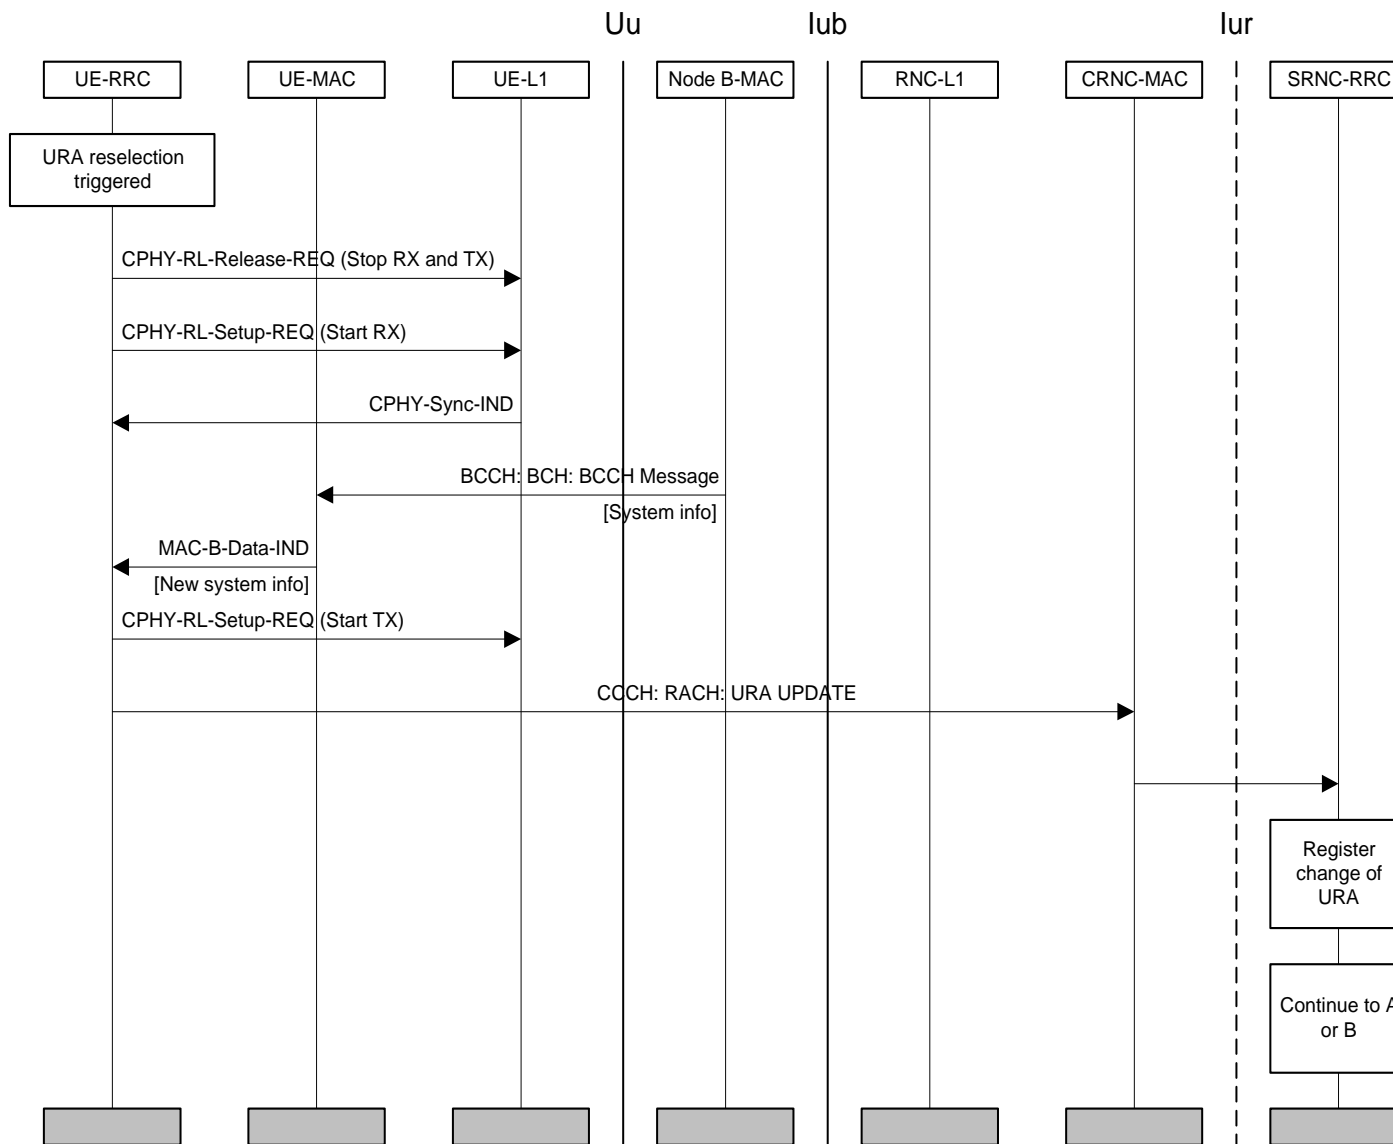 Uu
Iub
Iur
UE-RRC
UE-MAC
UE-L1
Node B-MAC
RNC-L1
CRNC-MAC
SRNC-RRC
URA reselection
triggered
CPHY-RL-Release-REQ (Stop RX and TX)
CPHY-RL-Setup-REQ (Start RX)
CPHY-Sync-IND
BCCH: BCH: BCCH Message
[System info]
MAC-B-Data-IND
[New system info]
CPHY-RL-Setup-REQ (Start TX)
CCCH: RACH: URA UPDATE
Register
change of
URA
Continue to A
or B